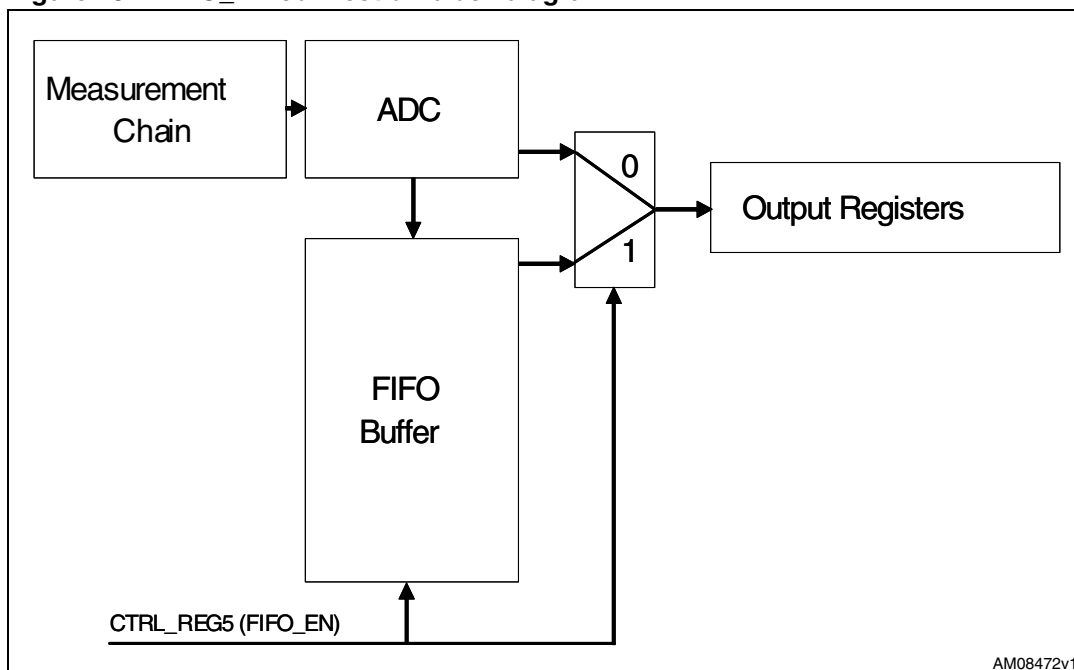 Measurement
Chain
ADC
0
1
Output Registers
FIFO
Buffer
CTRL_REG5 (FIFO_EN)
AM08472v1